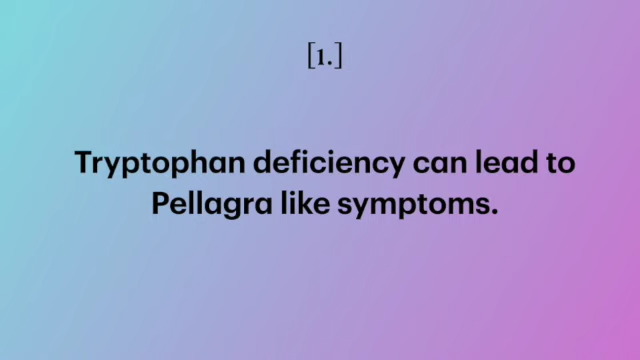 [1.]
Tryptophan deficiency can lead to
Pellagra like symptoms.